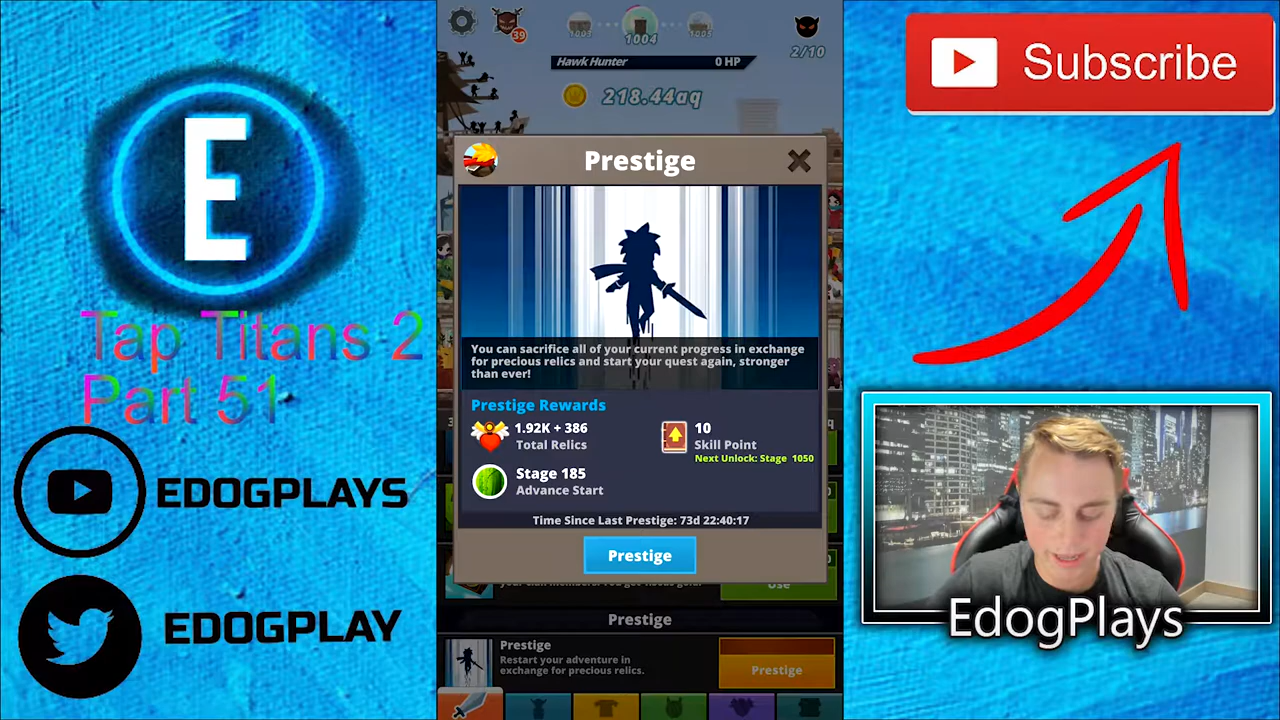 E
Tap Titans 2
Part 51
EDOGPLAYS
EDOGPLAY
39
1003
1004
1005
2/10
Hawk Hunter 0 HP
218.44aq
Prestige
You can sacrifice all of your current progress in exchange
for precious relics and start your quest again, stronger
than ever!
Prestige Rewards
1.92K + 386
Total Relics
10
Skill Point
Next Unlock: Stage 1050
Stage 185
Advance Start
Time Since Last Prestige: 73d 22:40:17
Prestige
Use
Prestige
Prestige
Restart your adventure in
exchange for precious relics.
Prestige
Subscribe
EdogPlays